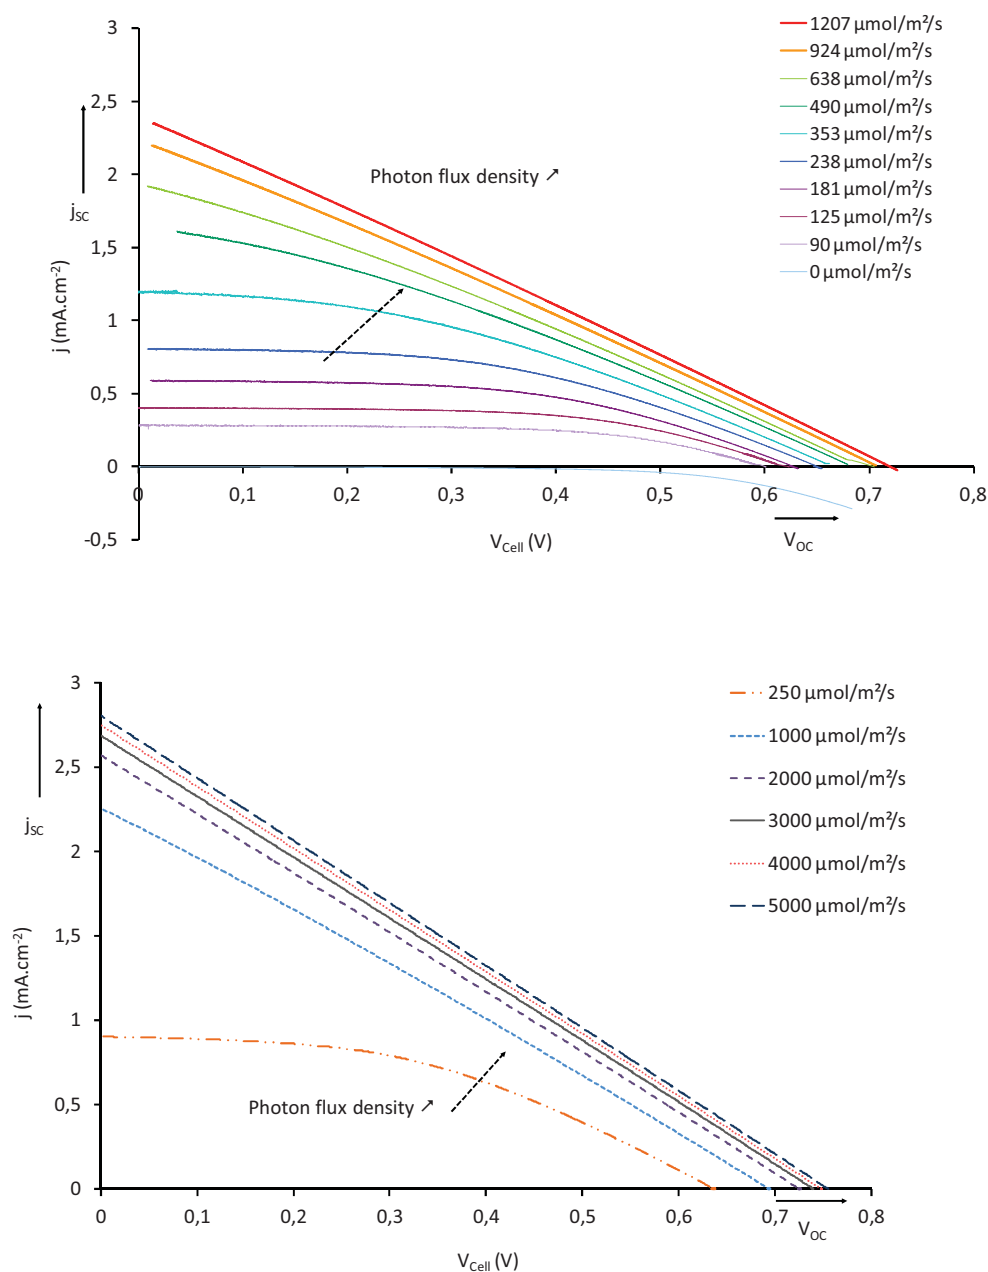 3
2,5
2
1,5
1
0,5
0
-0,5
j (mA.cm⁻²)
jSC
Photon flux density ↗
1207 µmol/m²/s
924 µmol/m²/s
638 µmol/m²/s
490 µmol/m²/s
353 µmol/m²/s
238 µmol/m²/s
181 µmol/m²/s
125 µmol/m²/s
90 µmol/m²/s
0 µmol/m²/s
0 0,1 0,2 0,3 0,4 0,5 0,6 0,7 0,8
VCell (V)
VOC
3
2,5
2
1,5
1
0,5
0
j (mA.cm⁻²)
jSC
Photon flux density ↗
250 µmol/m²/s
1000 µmol/m²/s
2000 µmol/m²/s
3000 µmol/m²/s
4000 µmol/m²/s
5000 µmol/m²/s
0 0,1 0,2 0,3 0,4 0,5 0,6 0,7 0,8
VOC
VCell (V)